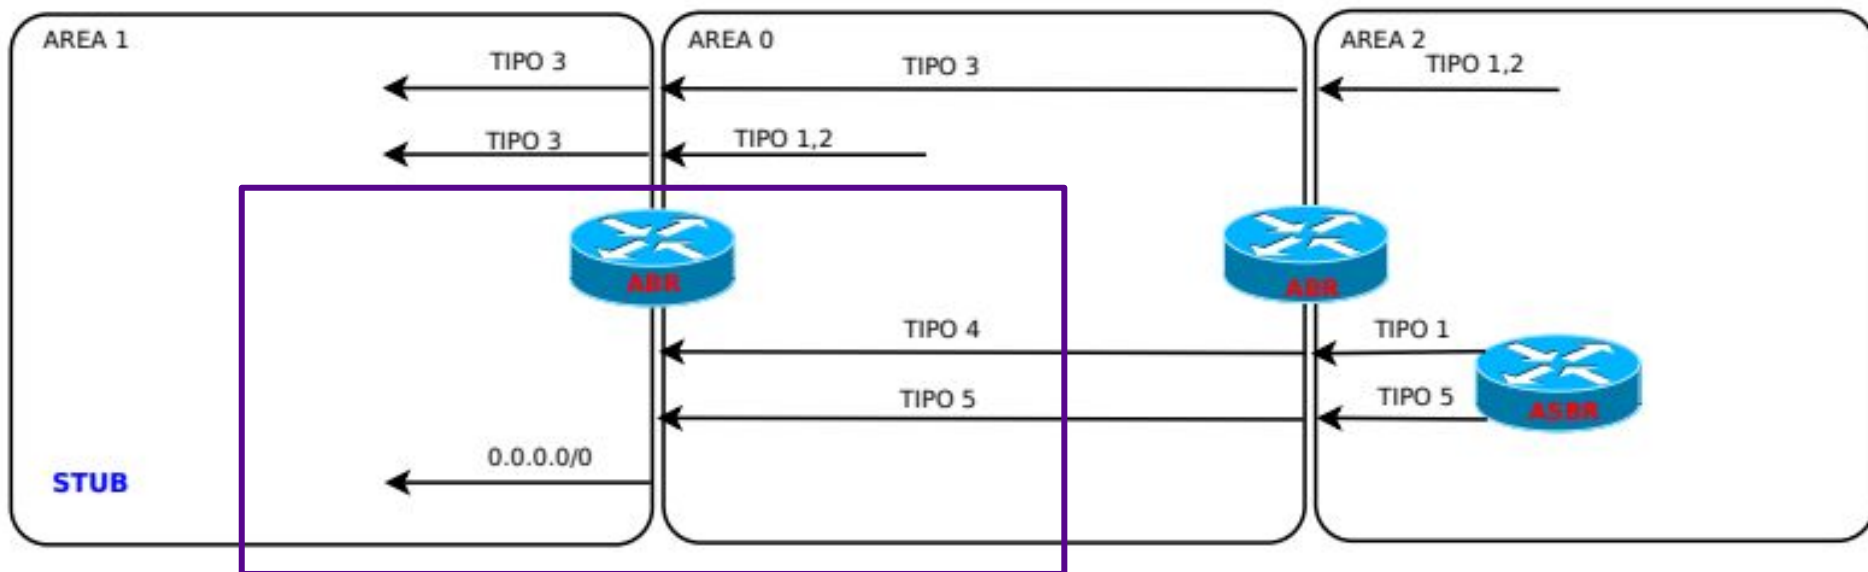 AREA 1
AREA 0
AREA 2
TIPO 3
TIPO 3
TIPO 1,2
TIPO 3
TIPO 1,2
ABR
ABR
TIPO 4
TIPO 1
TIPO 5
TIPO 5
ASBR
0.0.0.0/0
STUB